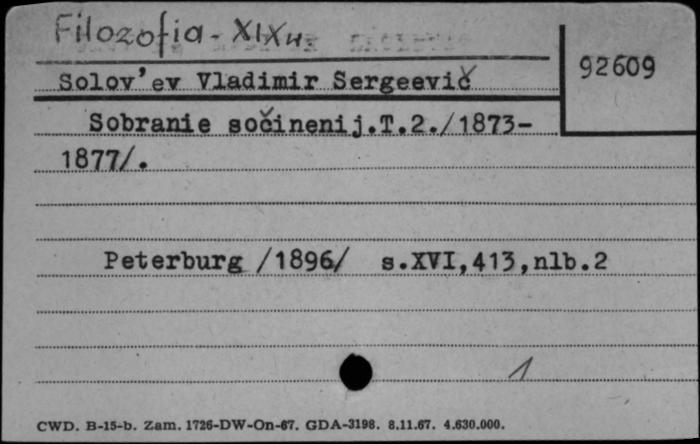 Filozofia - XIX w.
92609
Solov'ev Vladimir Sergeevič
Sobranie sočinenij.T.2./1873-
1877/.
Peterburg /1896/ s.XVI,413,nlb.2
1
CWD. B-15-b. Zam. 1726-DW-On-67. GDA-3198. 8.11.67. 4.630.000.